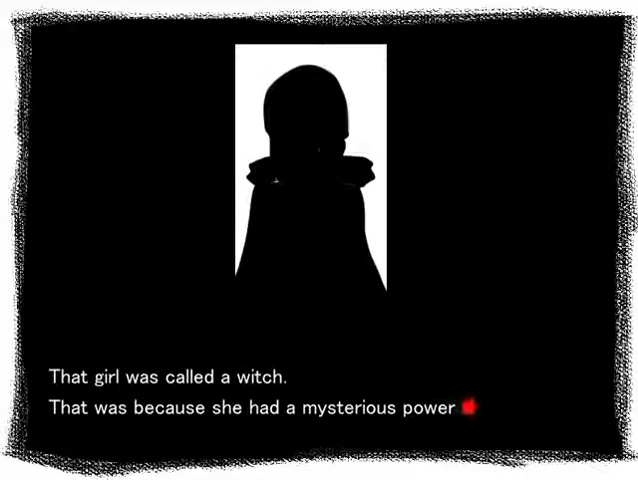 That girl was called a witch.
That was because she had a mysterious power